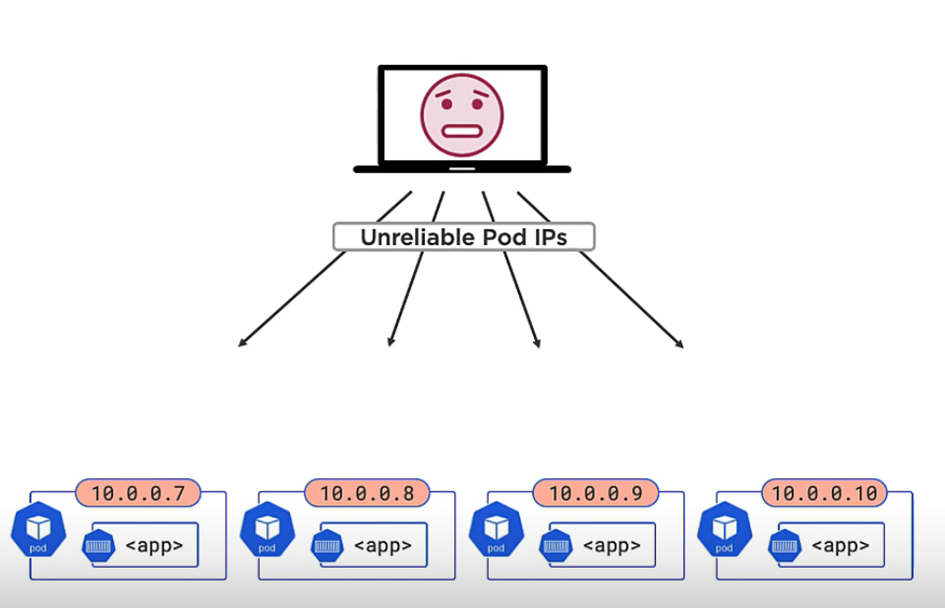 Unreliable Pod IPs
10.0.0.7
10.0.0.8
10.0.0.9
10.0.0.10
pod
<app>
pod
<app>
pod
<app>
pod
<app>